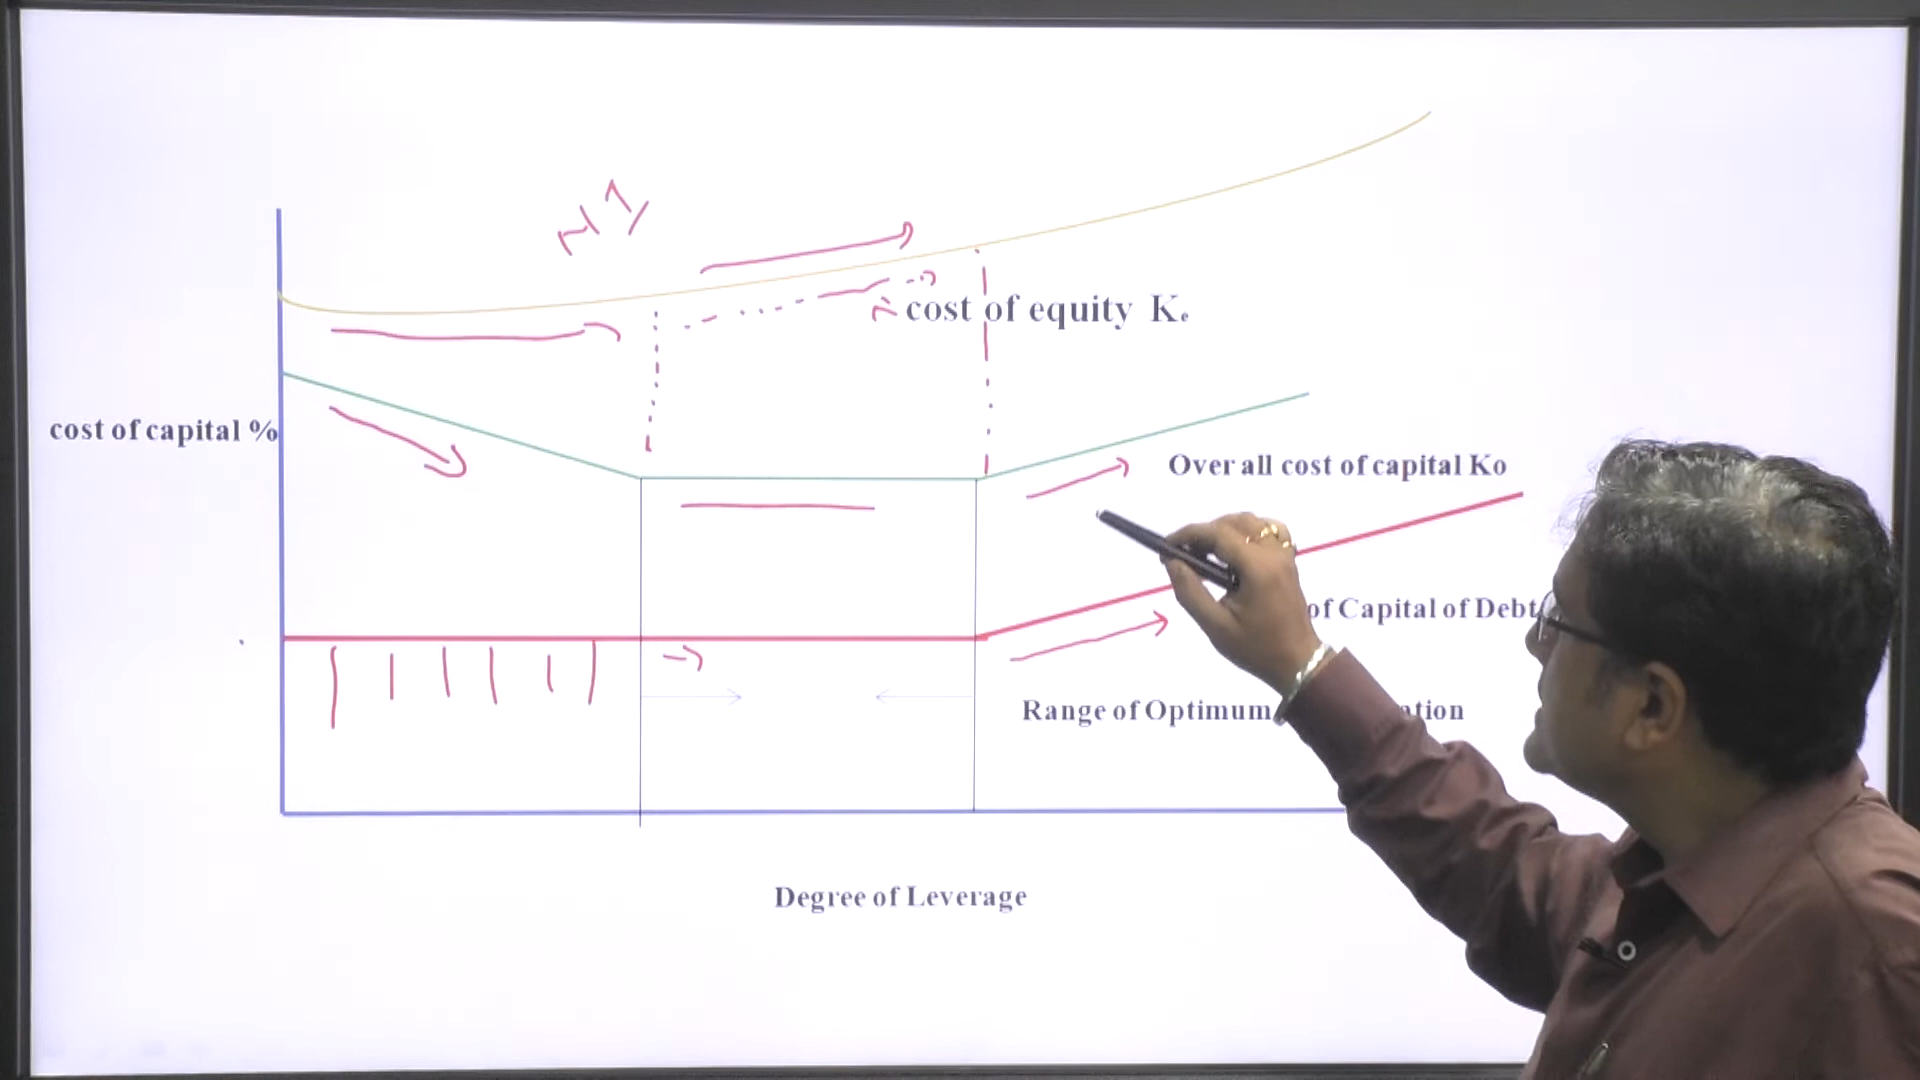 N I
cost of equity Ke
cost of capital %
Over all cost of capital Ko
of Capital of Debt
Range of Optimum
Degree of Leverage